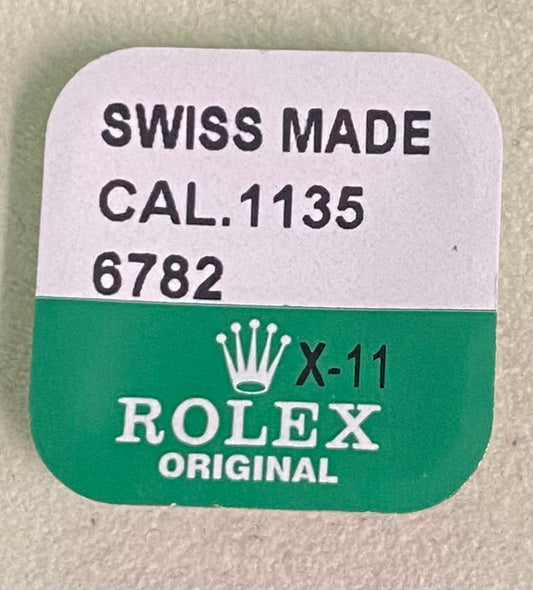 SWISS MADE
CAL.1135
6782
X-11
ROLEX
ORIGINAL